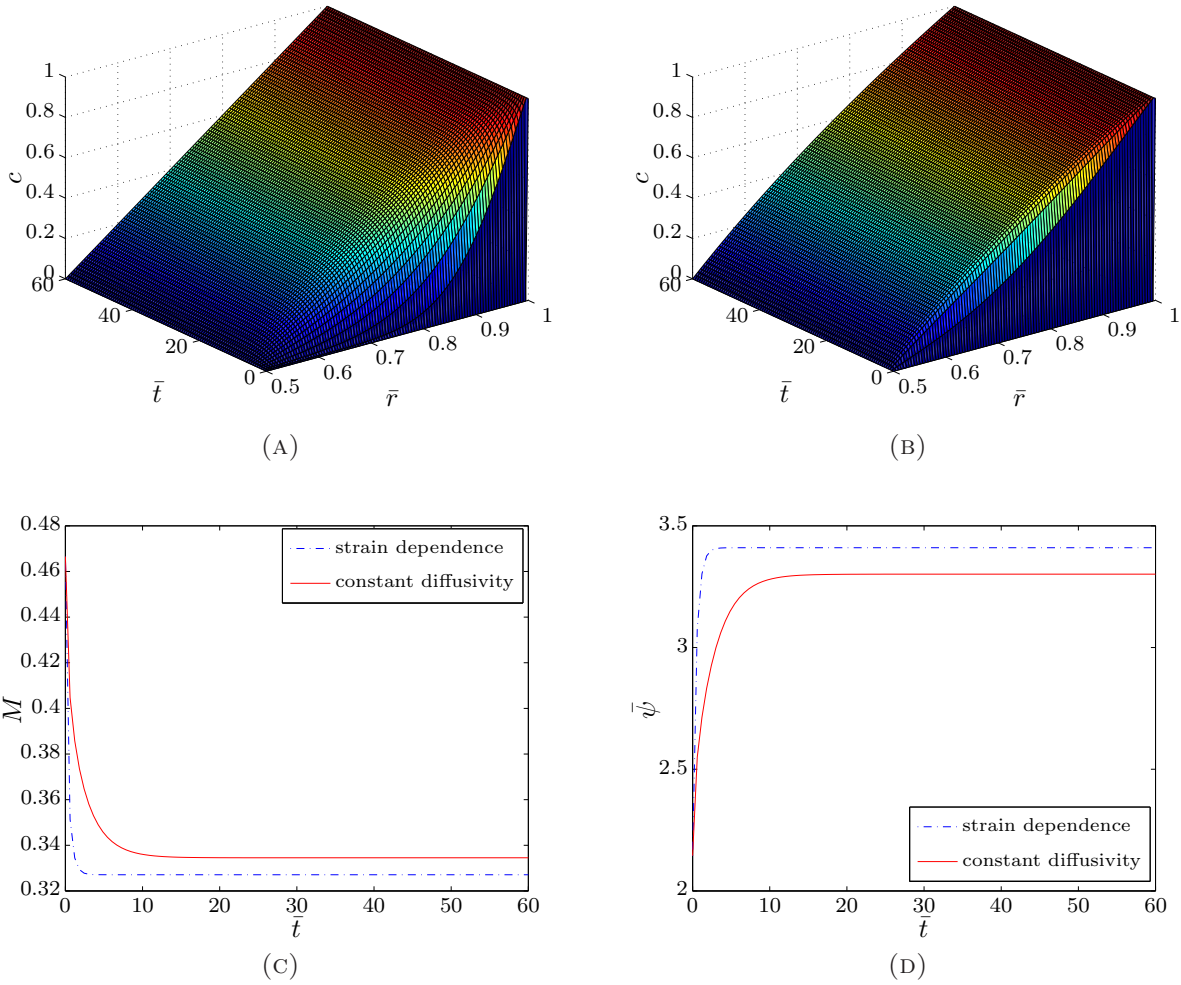 1
0.8
0.6
0.4
0.2
0
c
60
40
20
0
t̄
0.5
0.6
0.7
0.8
0.9
1
r̄
(A)
1
0.8
0.6
0.4
0.2
0
c
60
40
20
0
t̄
0.5
0.6
0.7
0.8
0.9
1
r̄
(B)
0.48
0.46
0.44
0.42
0.4
0.38
0.36
0.34
0.32
M
strain dependence
constant diffusivity
0 10 20 30 40 50 60
t̄
(C)
3.5
3
2.5
2
ψ̄
strain dependence
constant diffusivity
0 10 20 30 40 50 60
t̄
(D)